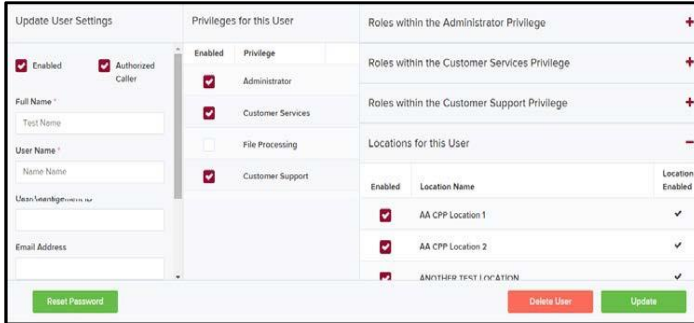 Update User Settings
Enabled
Authorized
Caller
Full Name *
Test Name
User Name *
Name Name
Email Address
Reset Password
Privileges for this User
Enabled Privilege
Administrator
Customer Services
File Processing
Customer Support
Roles within the Administrator Privilege +
Roles within the Customer Services Privilege +
Roles within the Customer Support Privilege +
Locations for this User −
Enabled Location Name Location
Enabled
AA CPP Location 1
AA CPP Location 2
ANOTHER TEST LOCATION
Delete User
Update